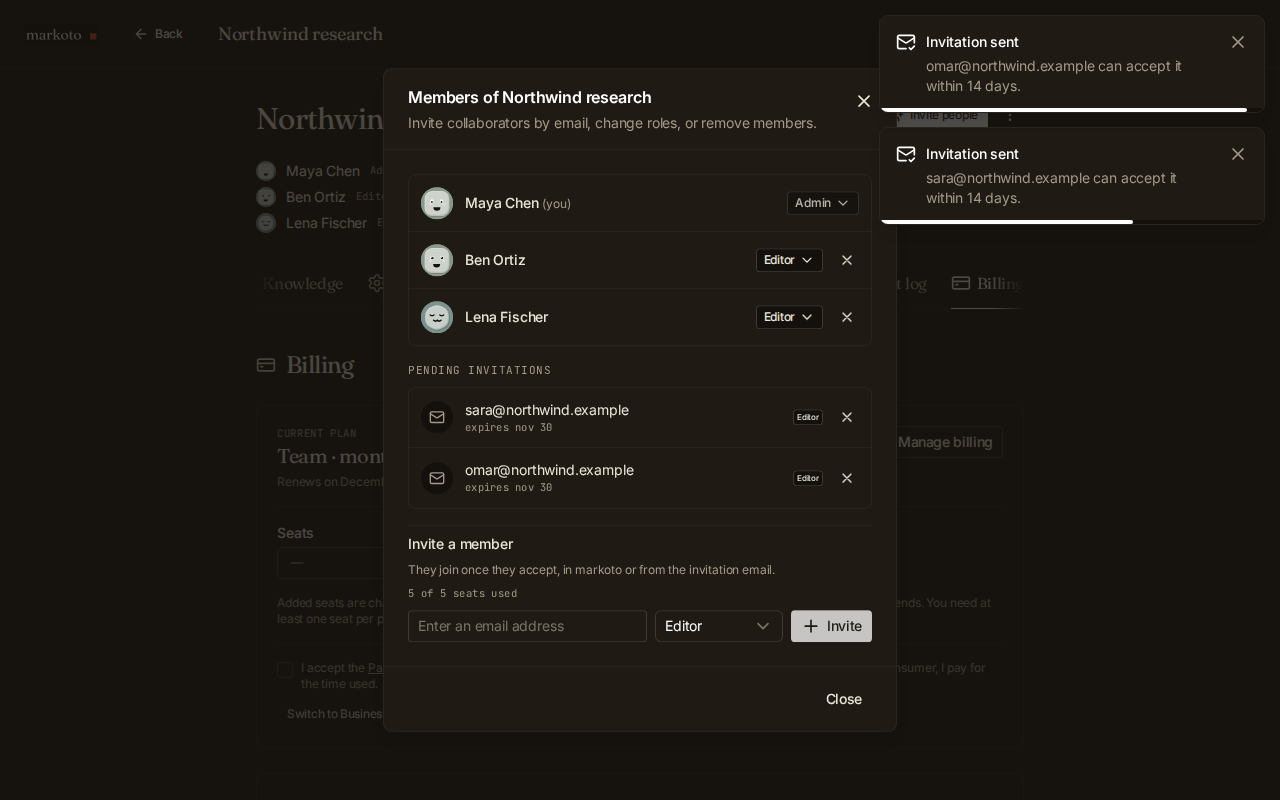 markoto
Back
Northwind research
Invitation sent
omar@northwind.example can accept it
within 14 days.
Invitation sent
sara@northwind.example can accept it
within 14 days.
Invite people
Northwin
Maya Chen
Ben Ortiz
Lena Fischer
Knowledge
t log
Billing
Billing
CURRENT PLAN
Team · mont
Renews on Decem
Manage billing
Seats
—
Added seats are ch
least one seat per p
ends. You need at
I accept the Pa
the time used.
nsumer, I pay for
Switch to Busines
Members of Northwind research
Invite collaborators by email, change roles, or remove members.
Maya Chen (you)
Admin
Ben Ortiz
Editor
Lena Fischer
Editor
PENDING INVITATIONS
sara@northwind.example
expires nov 30
Editor
omar@northwind.example
expires nov 30
Editor
Invite a member
They join once they accept, in markoto or from the invitation email.
5 of 5 seats used
Enter an email address
Editor
Invite
Close